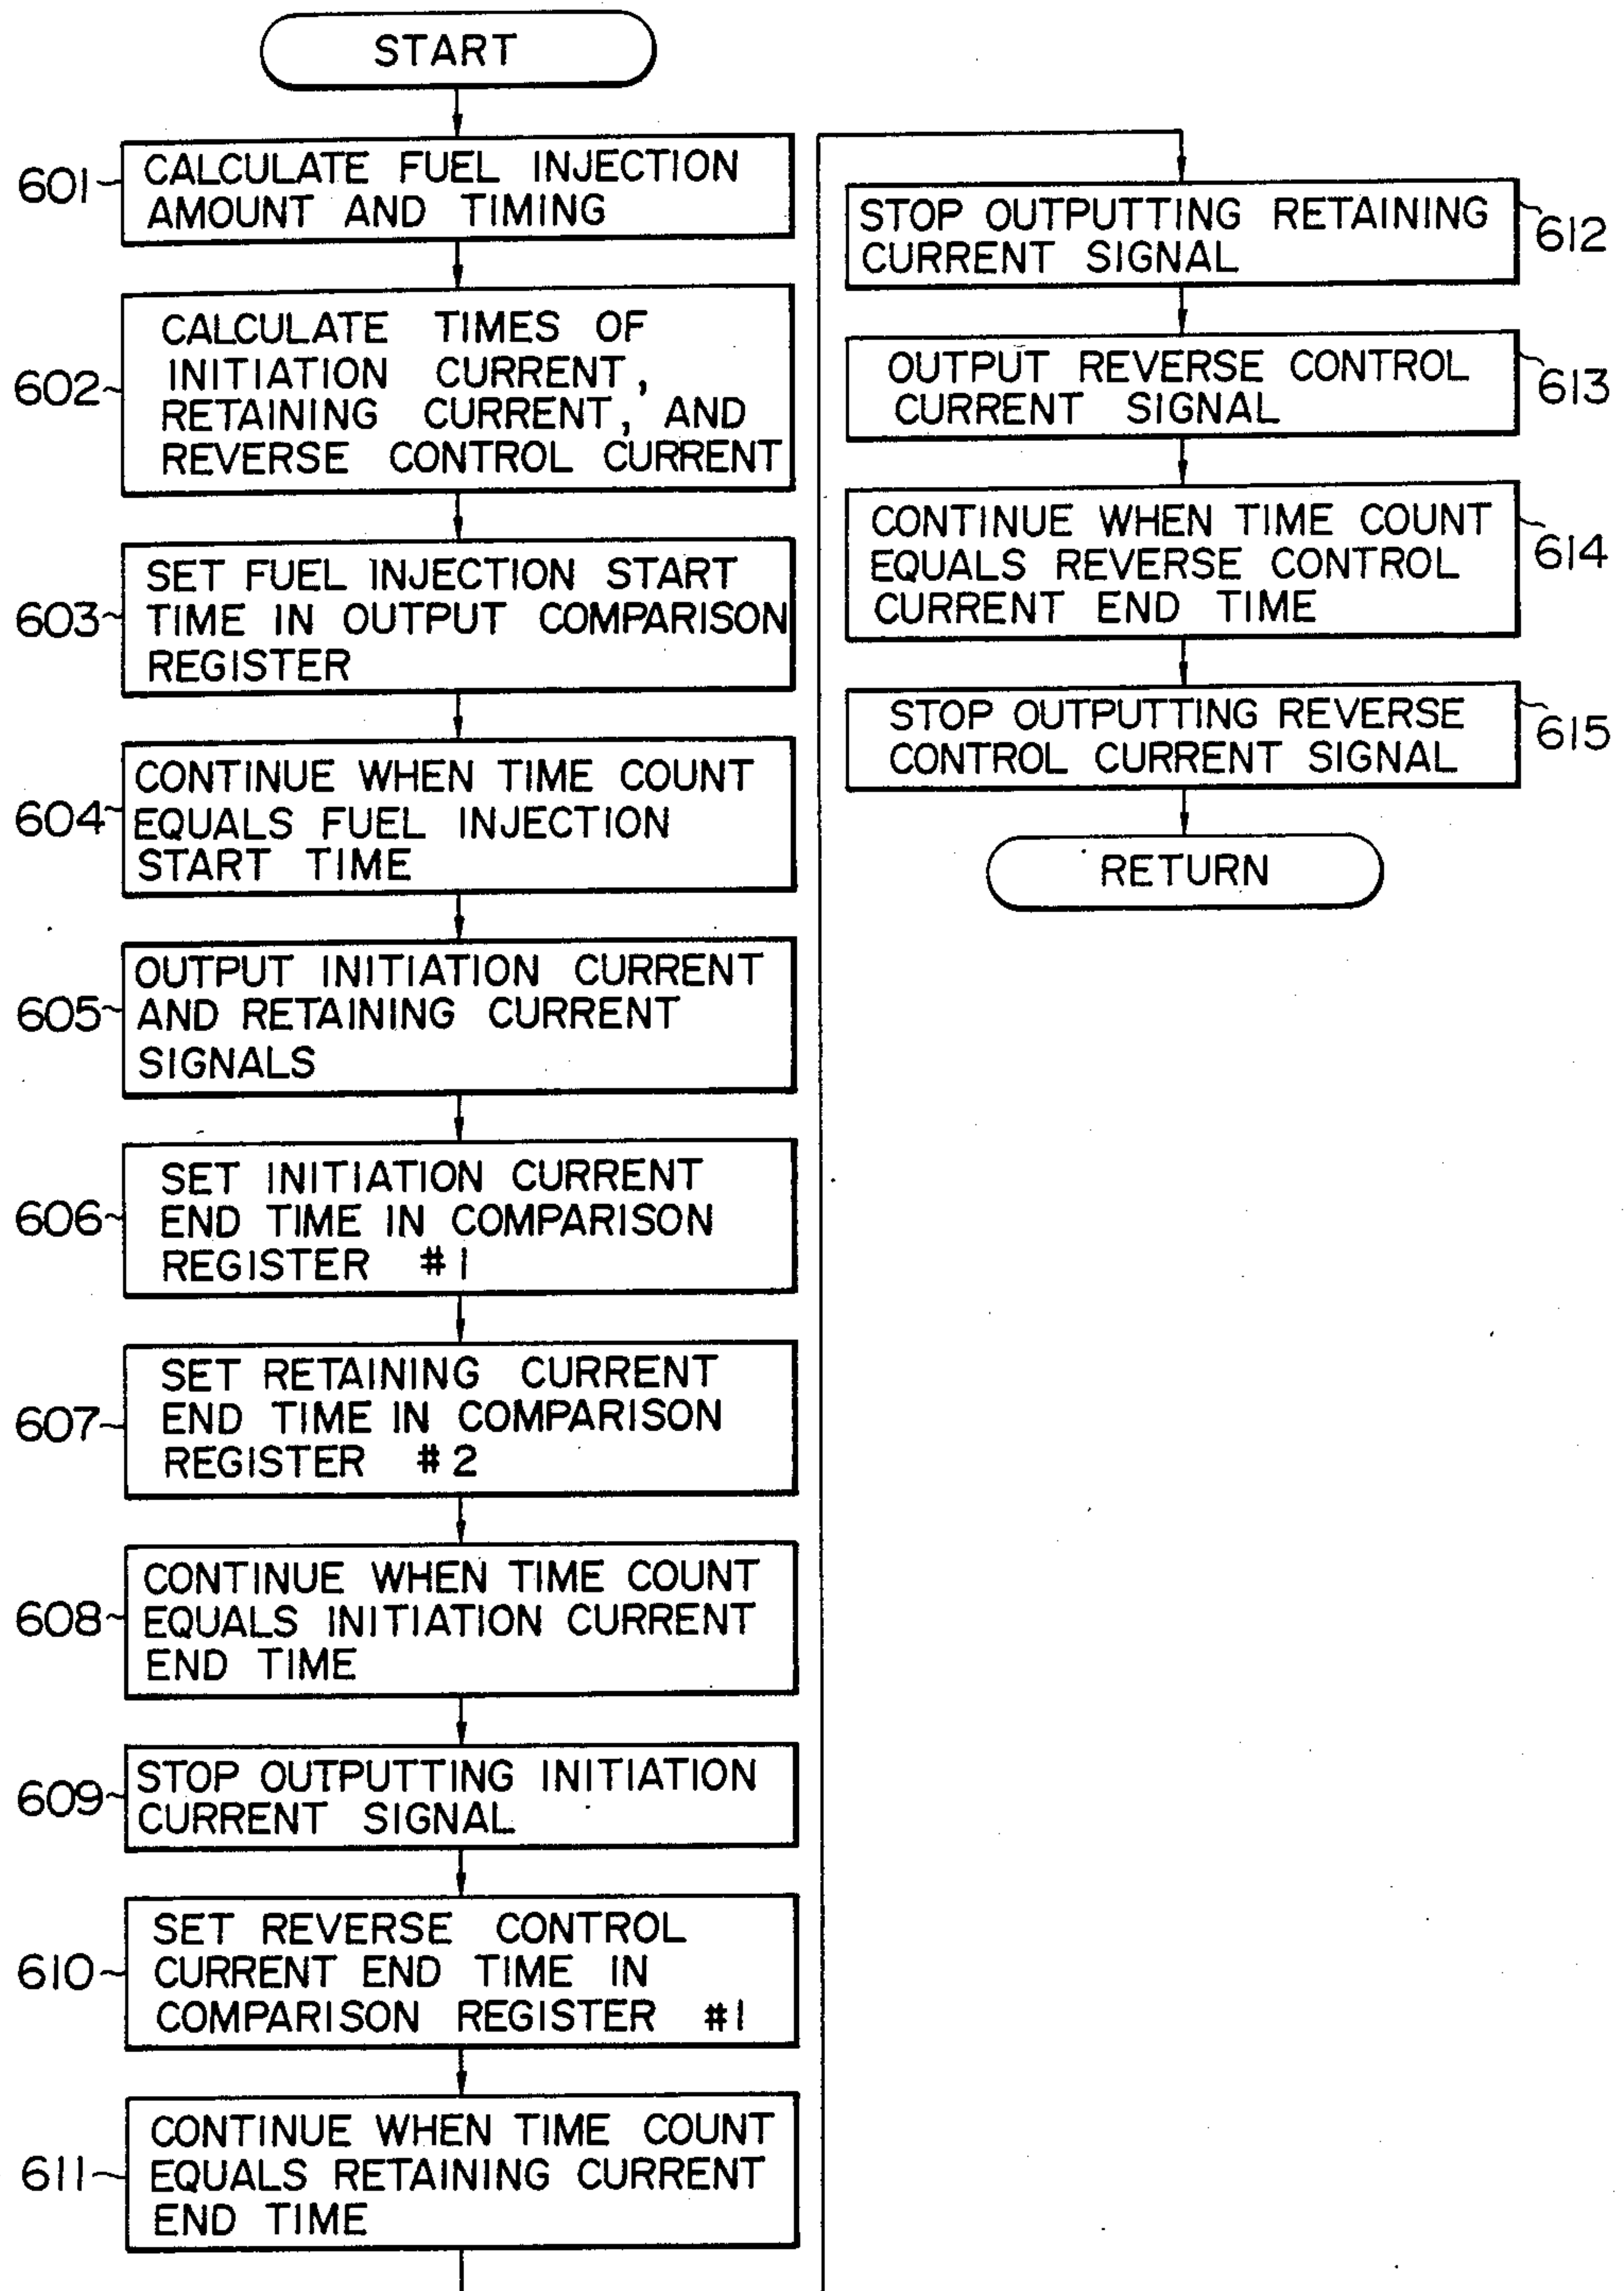 START
601
CALCULATE FUEL INJECTION
AMOUNT AND TIMING
602
CALCULATE TIMES OF
INITIATION CURRENT,
RETAINING CURRENT, AND
REVERSE CONTROL CURRENT
603
SET FUEL INJECTION START
TIME IN OUTPUT COMPARISON
REGISTER
604
CONTINUE WHEN TIME COUNT
EQUALS FUEL INJECTION
START TIME
605
OUTPUT INITIATION CURRENT
AND RETAINING CURRENT
SIGNALS
606
SET INITIATION CURRENT
END TIME IN COMPARISON
REGISTER #1
607
SET RETAINING CURRENT
END TIME IN COMPARISON
REGISTER #2
608
CONTINUE WHEN TIME COUNT
EQUALS INITIATION CURRENT
END TIME
609
STOP OUTPUTTING INITIATION
CURRENT SIGNAL
610
SET REVERSE CONTROL
CURRENT END TIME IN
COMPARISON REGISTER #1
611
CONTINUE WHEN TIME COUNT
EQUALS RETAINING CURRENT
END TIME
STOP OUTPUTTING RETAINING
CURRENT SIGNAL
612
OUTPUT REVERSE CONTROL
CURRENT SIGNAL
613
CONTINUE WHEN TIME COUNT
EQUALS REVERSE CONTROL
CURRENT END TIME
614
STOP OUTPUTTING REVERSE
CONTROL CURRENT SIGNAL
615
RETURN